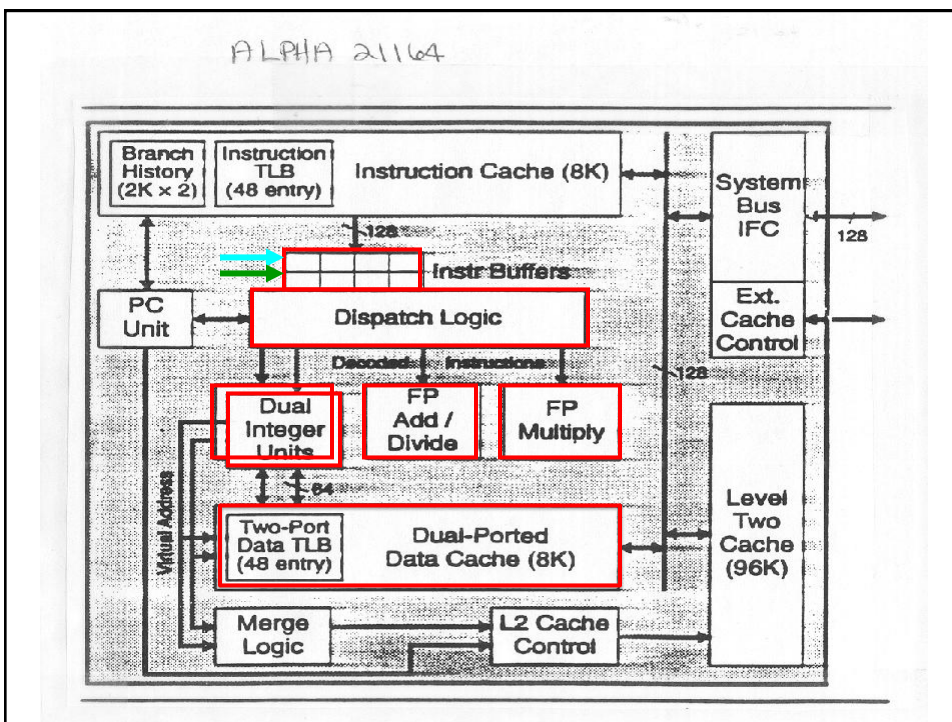 ALPHA 21164
Branch
History
(2K × 2)
Instruction
TLB
(48 entry)
Instruction Cache (8K)
System
Bus
IFC
128
128
Instr Buffers
PC
Unit
Dispatch Logic
Ext.
Cache
Control
Decoded Instructions
128
Dual
Integer
Units
FP
Add /
Divide
FP
Multiply
64
Virtual Address
Two-Port
Data TLB
(48 entry)
Dual-Ported
Data Cache (8K)
Level
Two
Cache
(96K)
Merge
Logic
L2 Cache
Control